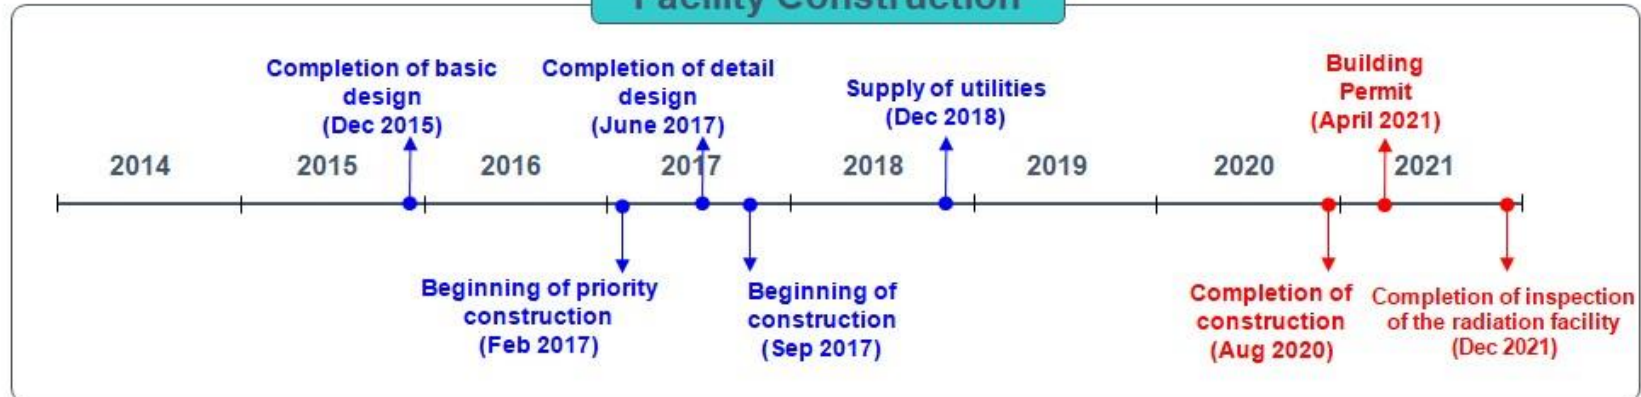 Facility Construction
Completion of basic
design
(Dec 2015)
Completion of detail
design
(June 2017)
Supply of utilities
(Dec 2018)
Building
Permit
(April 2021)
2014
2015
2016
2017
2018
2019
2020
2021
Beginning of priority
construction
(Feb 2017)
Beginning of
construction
(Sep 2017)
Completion of
construction
(Aug 2020)
Completion of inspection
of the radiation facility
(Dec 2021)